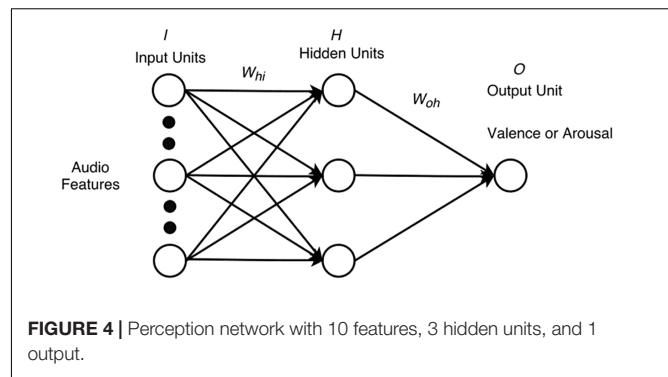 I
Input Units
H
Hidden Units
O
Output Unit
W_hi
W_oh
Valence or Arousal
Audio
Features
FIGURE 4 | Perception network with 10 features, 3 hidden units, and 1
output.